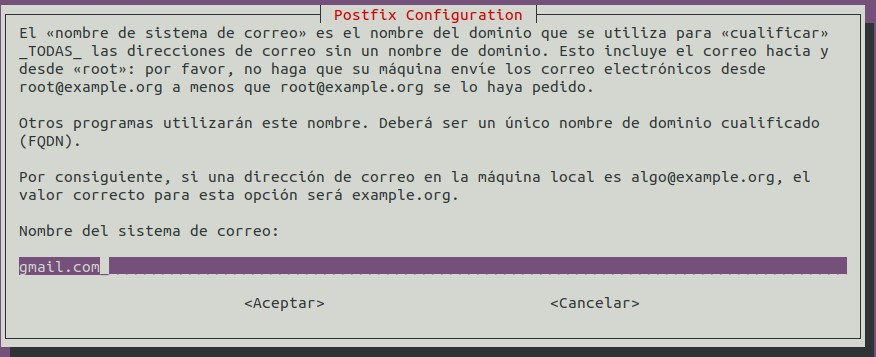 Postfix Configuration
El «nombre de sistema de correo» es el nombre del dominio que se utiliza para «cualificar»
_TODAS_ las direcciones de correo sin un nombre de dominio. Esto incluye el correo hacia y
desde «root»: por favor, no haga que su máquina envíe los correo electrónicos desde
root@example.org a menos que root@example.org se lo haya pedido.
Otros programas utilizarán este nombre. Deberá ser un único nombre de dominio cualificado
(FQDN).
Por consiguiente, si una dirección de correo en la máquina local es algo@example.org, el
valor correcto para esta opción será example.org.
Nombre del sistema de correo:
gmail.com
<Aceptar> <Cancelar>